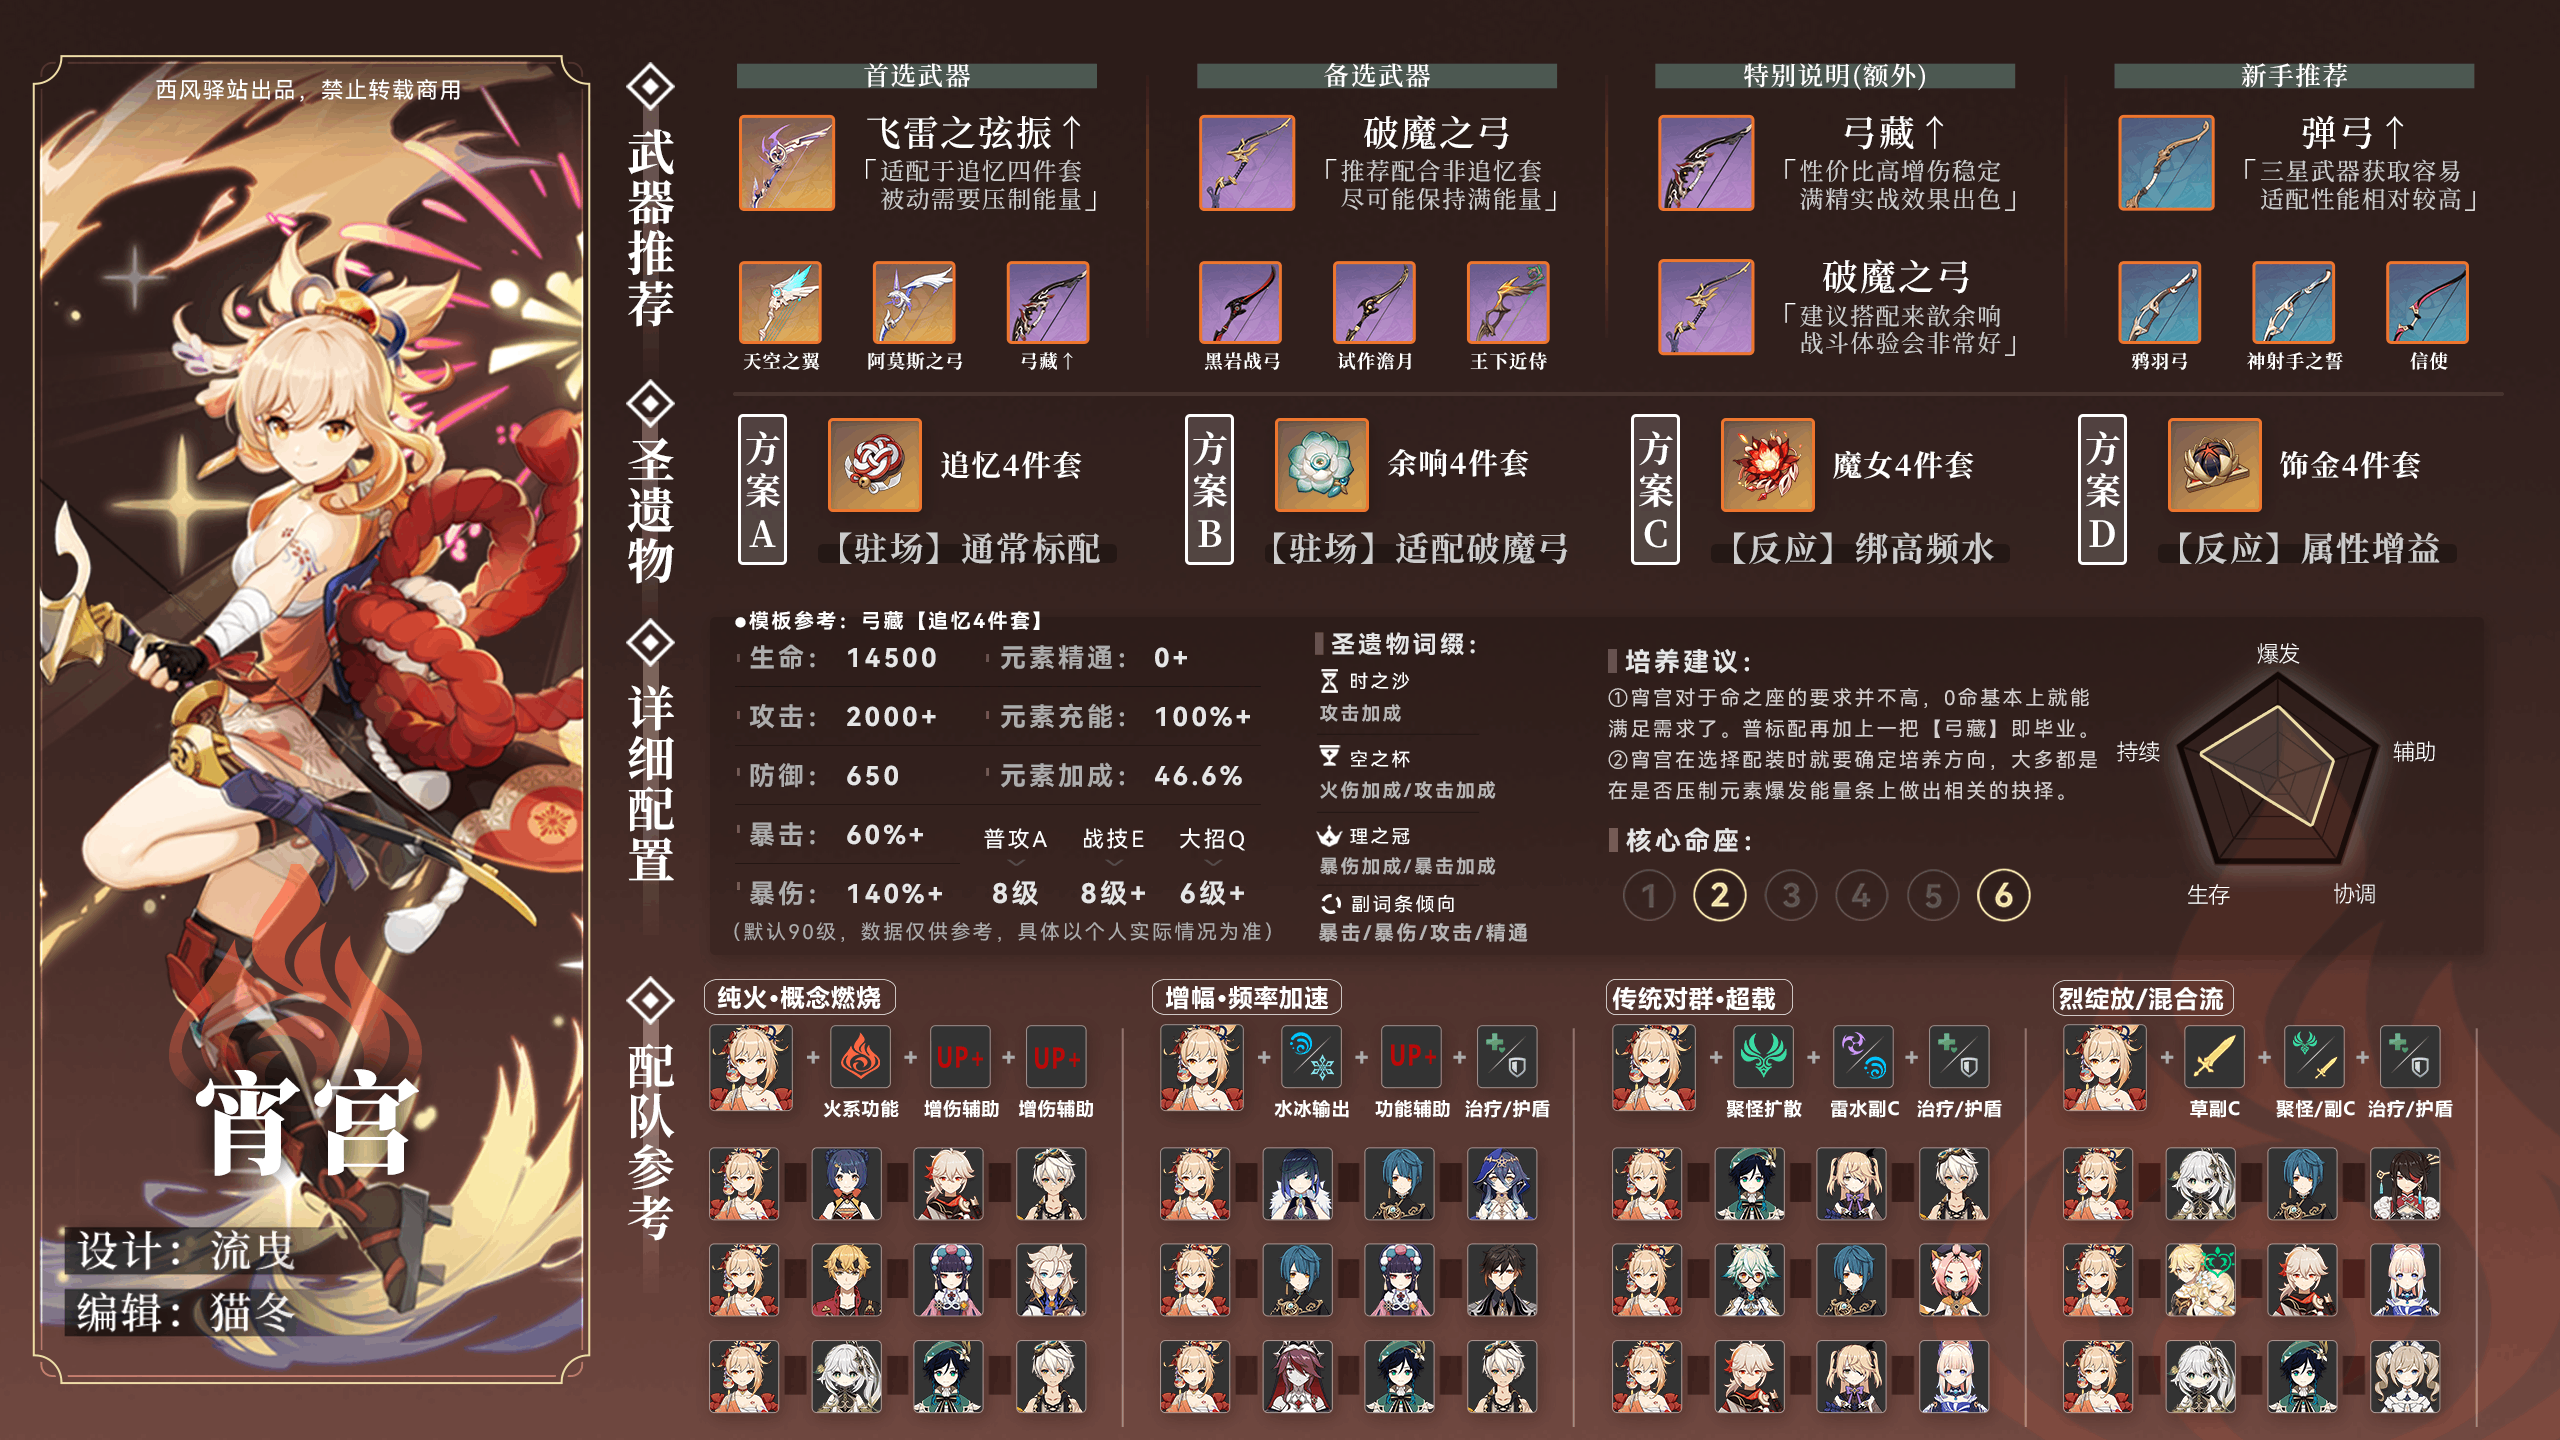 西风驿站出品，禁止转载商用
宵宫
设计：流曳
编辑：猫冬
武器推荐
首选武器
飞雷之弦振↑
「适配于追忆四件套
被动需要压制能量」
天空之翼
阿莫斯之弓
弓藏↑
备选武器
破魔之弓
「推荐配合非追忆套
尽可能保持满能量」
黑岩战弓
试作澹月
王下近侍
特别说明(额外)
弓藏↑
「性价比高增伤稳定
满精实战效果出色」
破魔之弓
「建议搭配来歆余响
战斗体验会非常好」
新手推荐
弹弓↑
「三星武器获取容易
适配性能相对较高」
鸦羽弓
神射手之誓
信使
圣遗物
方案A
追忆4件套
【驻场】通常标配
方案B
余响4件套
【驻场】适配破魔弓
方案C
魔女4件套
【反应】绑高频水
方案D
饰金4件套
【反应】属性增益
详细配置
●模板参考：弓藏【追忆4件套】
生命： 14500 元素精通： 0+
攻击： 2000+ 元素充能： 100%+
防御： 650 元素加成： 46.6%
暴击： 60%+ 普攻A 战技E 大招Q
暴伤： 140%+ 8级 8级+ 6级+
(默认90级，数据仅供参考，具体以个人实际情况为准)
圣遗物词缀：
时之沙
攻击加成
空之杯
火伤加成/攻击加成
理之冠
暴伤加成/暴击加成
副词条倾向
暴击/暴伤/攻击/精通
培养建议：
①宵宫对于命之座的要求并不高，0命基本上就能
满足需求了。普标配再加上一把【弓藏】即毕业。
②宵宫在选择配装时就要确定培养方向，大多都是
在是否压制元素爆发能量条上做出相关的抉择。
核心命座：
1 2 3 4 5 6
爆发
持续
辅助
生存
协调
配队参考
纯火•概念燃烧
+ + UP+ + UP+
火系功能 增伤辅助 增伤辅助
增幅•频率加速
+ + UP+ +
水冰输出 功能辅助 治疗/护盾
传统对群•超载
+ + +
聚怪扩散 雷水副C 治疗/护盾
烈绽放/混合流
+ + +
草副C 聚怪/副C 治疗/护盾